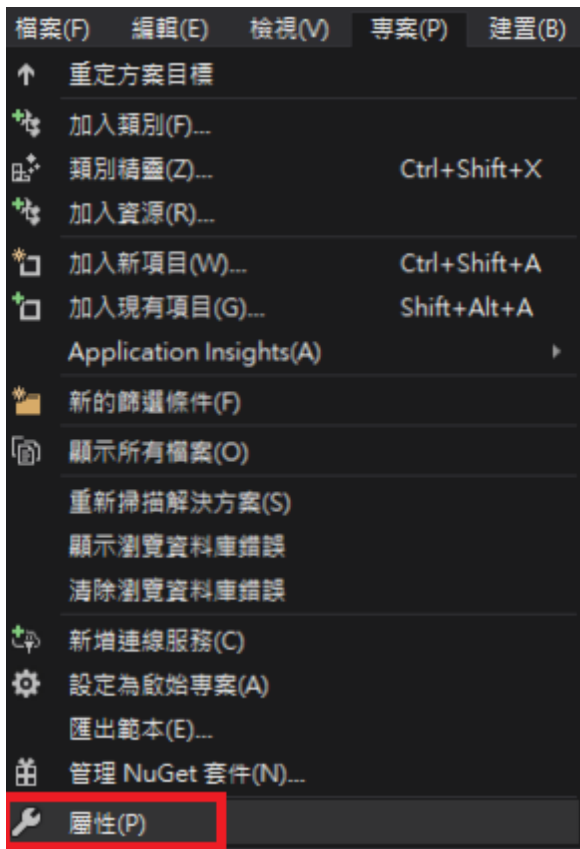 檔案(F) 編輯(E) 檢視(V) 專案(P) 建置(B)
重定方案目標
加入類別(F)...
類別精靈(Z)... Ctrl+Shift+X
加入資源(R)...
加入新項目(W)... Ctrl+Shift+A
加入現有項目(G)... Shift+Alt+A
Application Insights(A)
新的篩選條件(F)
顯示所有檔案(O)
重新掃描解決方案(S)
顯示瀏覽資料庫錯誤
清除瀏覽資料庫錯誤
新增連線服務(C)
設定為啟始專案(A)
匯出範本(E)...
管理 NuGet 套件(N)...
屬性(P)